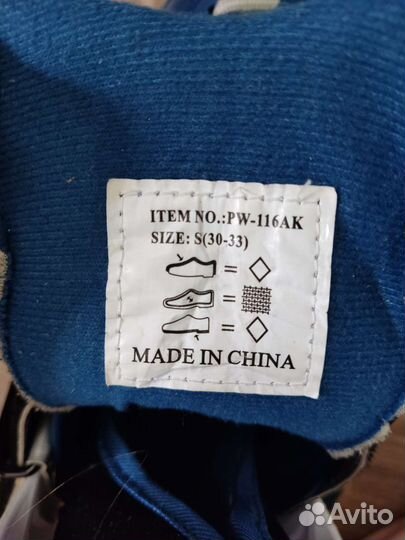 ITEM NO.:PW-116AK
SIZE: S(30-33)
=
=
=
MADE IN CHINA
Avito